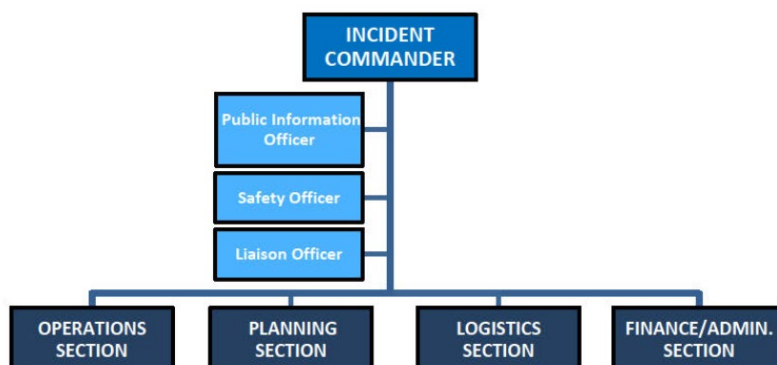 INCIDENT
COMMANDER
Public Information
Officer
Safety Officer
Liaison Officer
OPERATIONS
SECTION
PLANNING
SECTION
LOGISTICS
SECTION
FINANCE/ADMIN.
SECTION